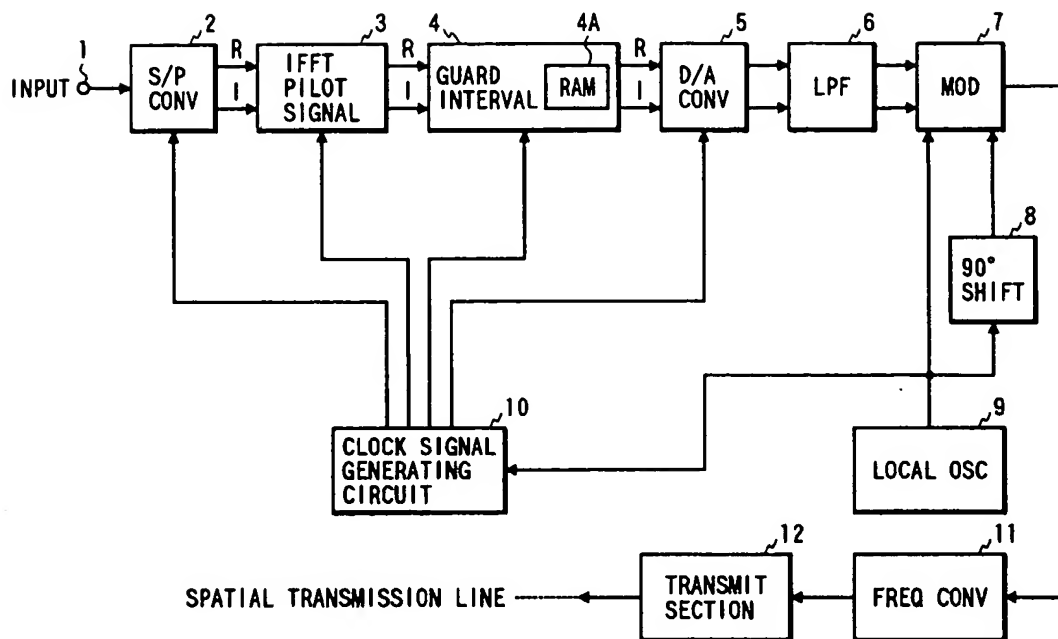 2
3
4
4A
5
6
7
1
INPUT
S/P
CONV
R
I
IFFT
PILOT
SIGNAL
R
I
GUARD
INTERVAL
RAM
R
I
D/A
CONV
LPF
MOD
8
90°
SHIFT
10
CLOCK SIGNAL
GENERATING
CIRCUIT
9
LOCAL OSC
12
11
SPATIAL TRANSMISSION LINE
TRANSMIT
SECTION
FREQ CONV